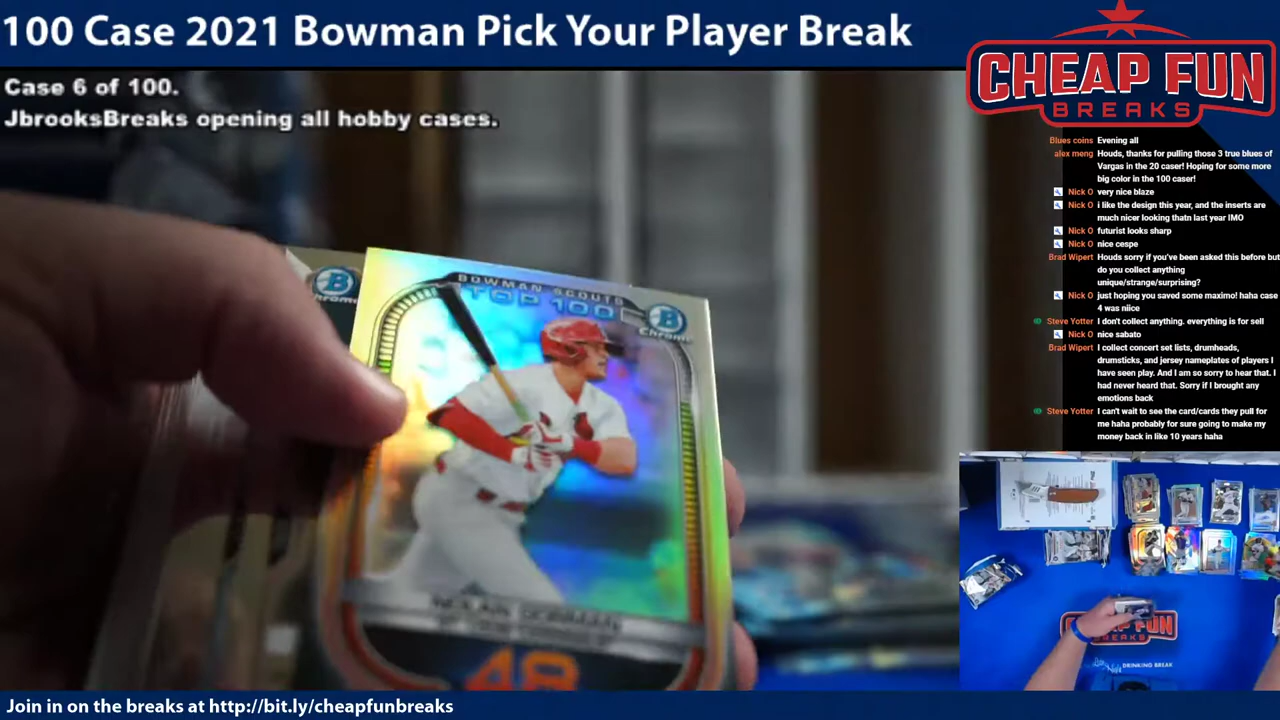 100 Case 2021 Bowman Pick Your Player Break
Case 6 of 100.
JbrooksBreaks opening all hobby cases.
CHEAP FUN
BREAKS
Blues coins Evening all
alex meng Houds, thanks for pulling those 3 true blues of
Vargas in the 20 caser! Hoping for some more
big color in the 100 caser!
Nick O very nice blaze
Nick O i like the design this year, and the inserts are
much nicer looking thatn last year IMO
Nick O futurist looks sharp
Nick O nice cespe
Brad Wipert Houds sorry if you've been asked this before but
do you collect anything
unique/strange/surprising?
Nick O just hoping you saved some maximo! haha case
4 was niice
Steve Yotter I don't collect anything. everything is for sell
Nick O nice sabato
Brad Wipert I collect concert set lists, drumheads,
drumsticks, and jersey nameplates of players I
have seen play. And I am so sorry to hear that. I
had never heard that. Sorry if I brought any
emotions back
Steve Yotter I can't wait to see the card/cards they pull for
me haha probably for sure going to make my
money back in like 10 years haha
B
Chrome
BOWMAN SCOUTS
TOP 100
B
Chrome
NOLAN GORMAN
48
CHEAP FUN
BREAKS
DRINKING BREAK
Join in on the breaks at http://bit.ly/cheapfunbreaks